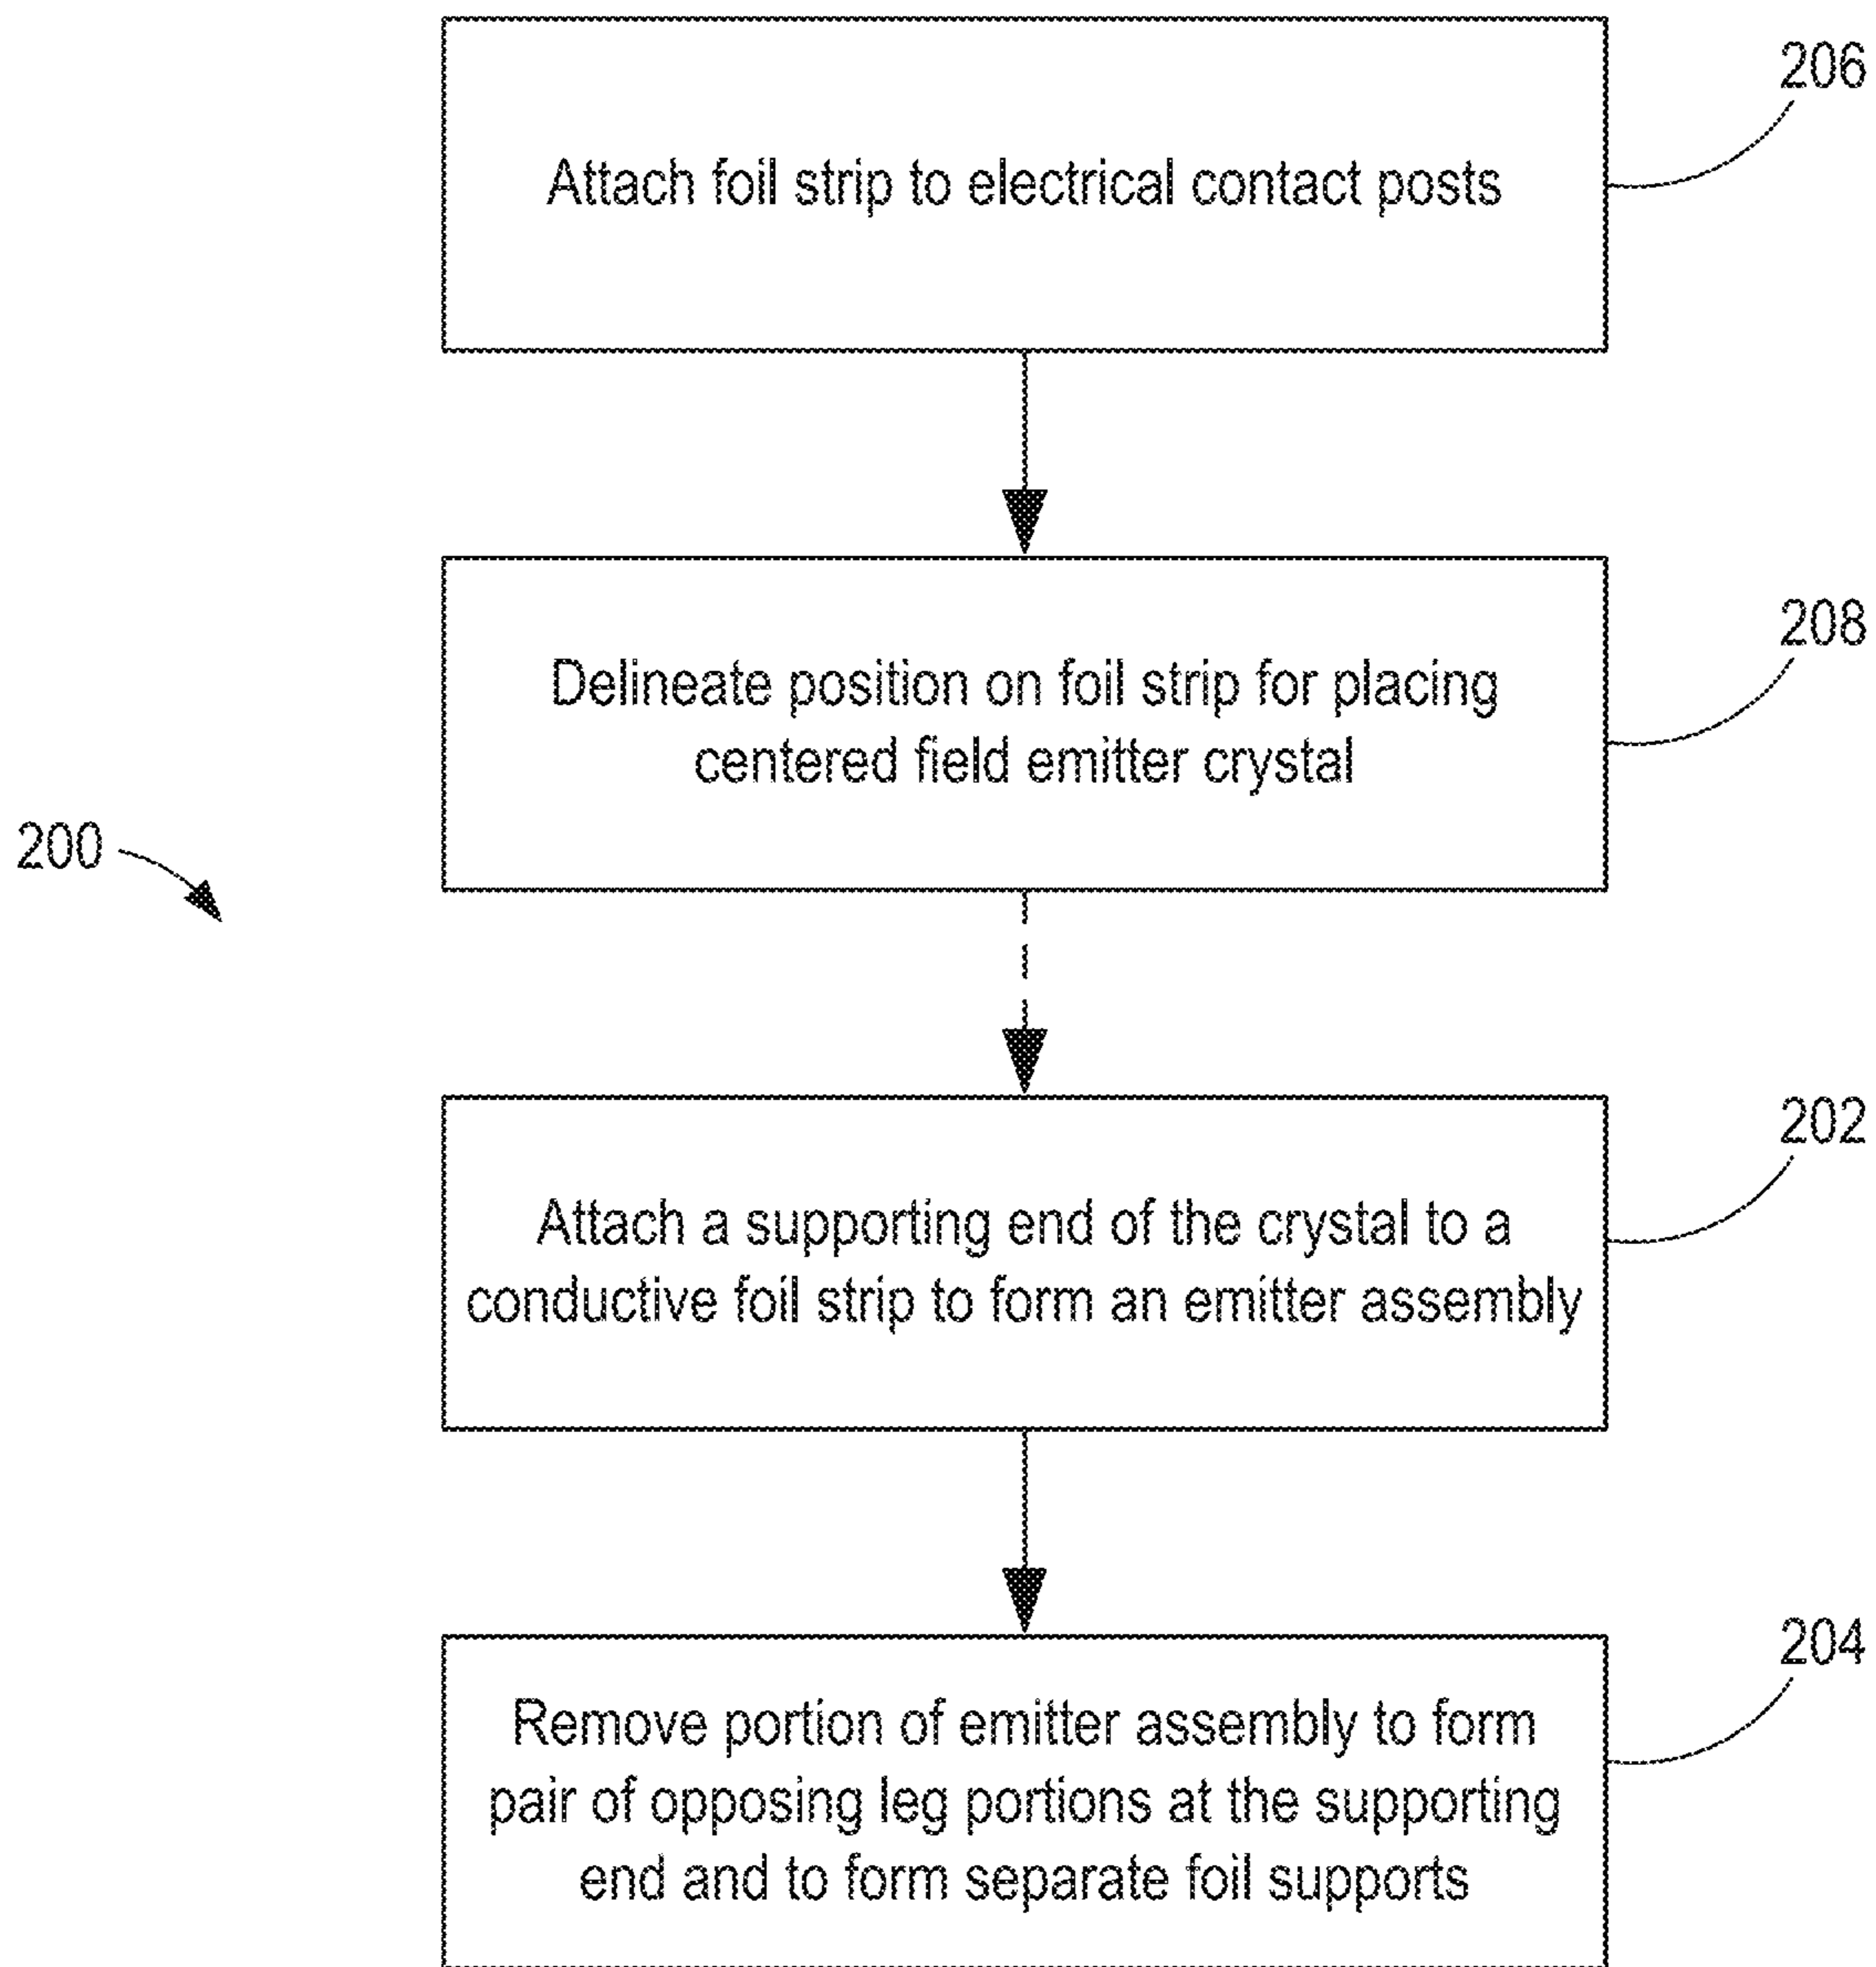 Attach foil strip to electrical contact posts
206
Delineate position on foil strip for placing
centered field emitter crystal
208
200
Attach a supporting end of the crystal to a
conductive foil strip to form an emitter assembly
202
Remove portion of emitter assembly to form
pair of opposing leg portions at the supporting
end and to form separate foil supports
204